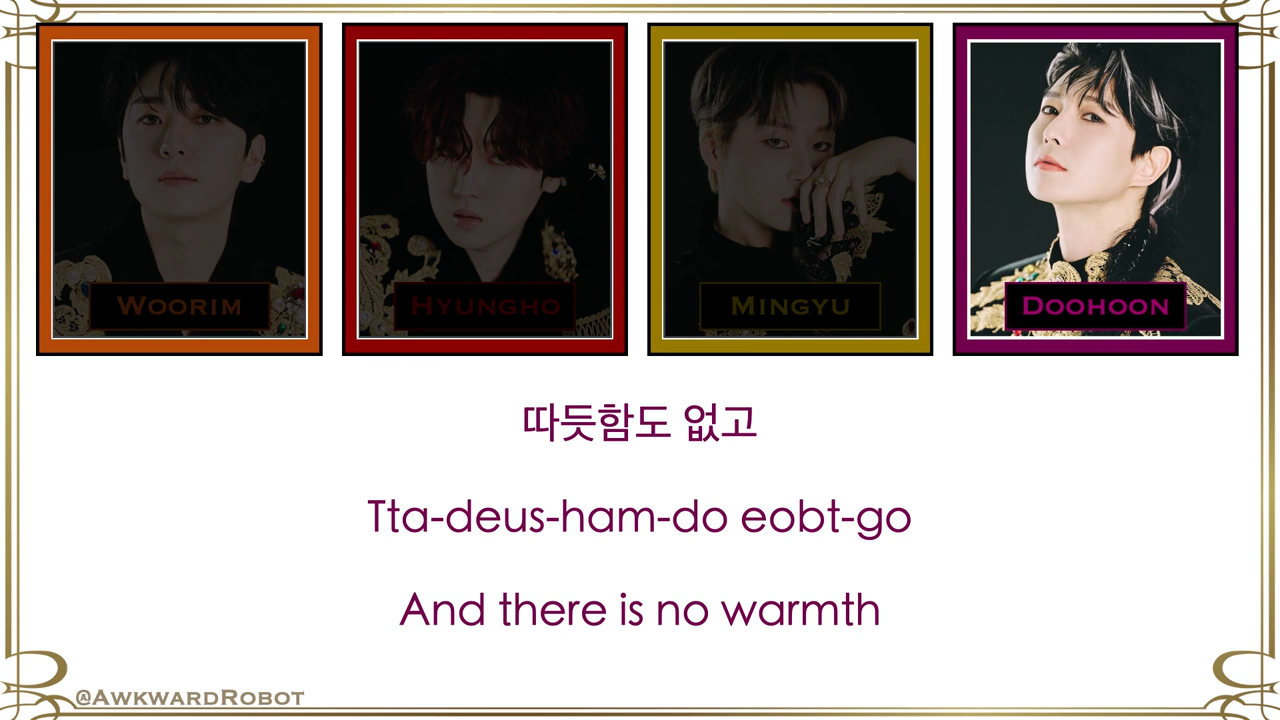 WOORIM
HYUNGHO
MINGYU
DOOHOON
따듯함도 없고
Tta-deus-ham-do eobt-go
And there is no warmth
@AWKWARDROBOT